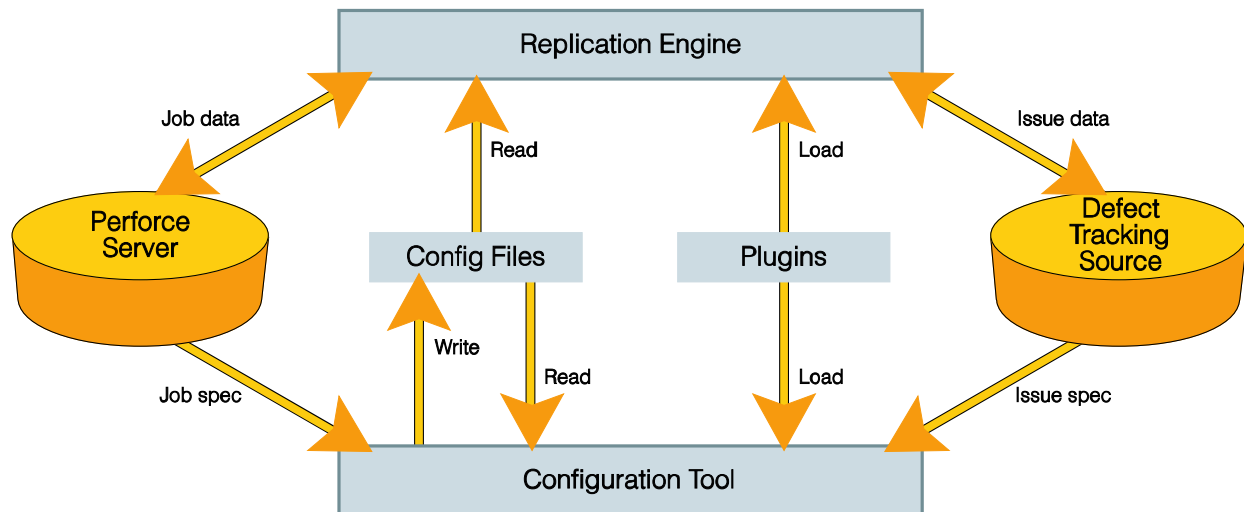 Replication Engine
Job data
Issue data
Read
Load
Perforce
Server
Config Files
Plugins
Defect
Tracking
Source
Write
Read
Load
Job spec
Issue spec
Configuration Tool